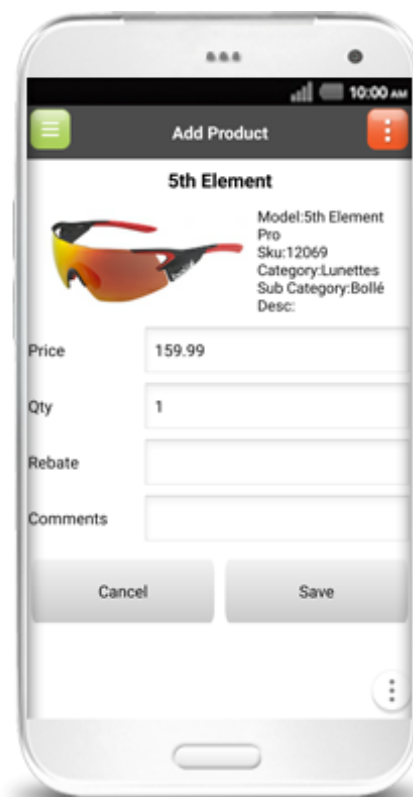 10:00 AM
Add Product
5th Element
Model:5th Element
Pro
Sku:12069
Category:Lunettes
Sub Category:Bollé
Desc:
Price 159.99
Qty 1
Rebate
Comments
Cancel Save